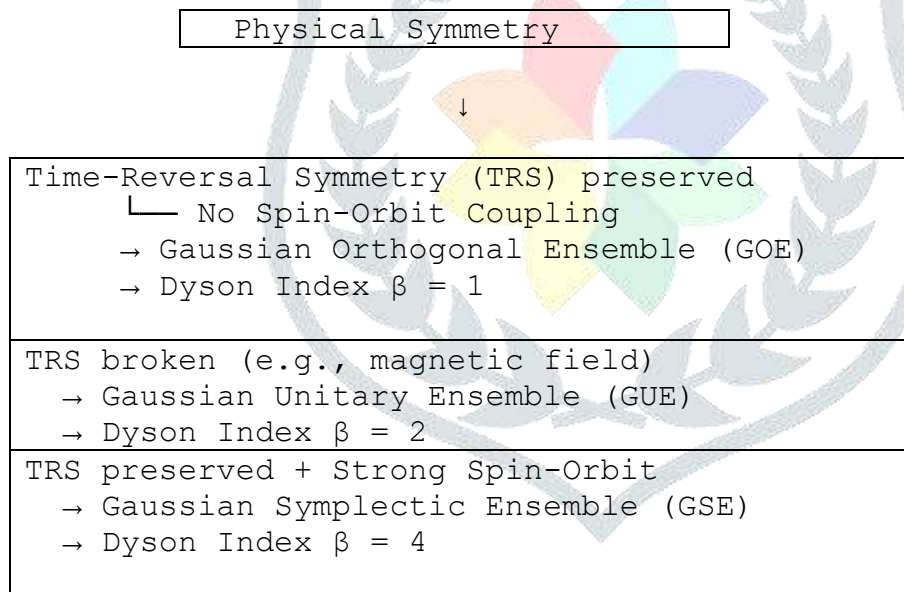 Physical Symmetry
↓
Time-Reversal Symmetry (TRS) preserved
└── No Spin-Orbit Coupling
→ Gaussian Orthogonal Ensemble (GOE)
→ Dyson Index β = 1
TRS broken (e.g., magnetic field)
→ Gaussian Unitary Ensemble (GUE)
→ Dyson Index β = 2
TRS preserved + Strong Spin-Orbit
→ Gaussian Symplectic Ensemble (GSE)
→ Dyson Index β = 4